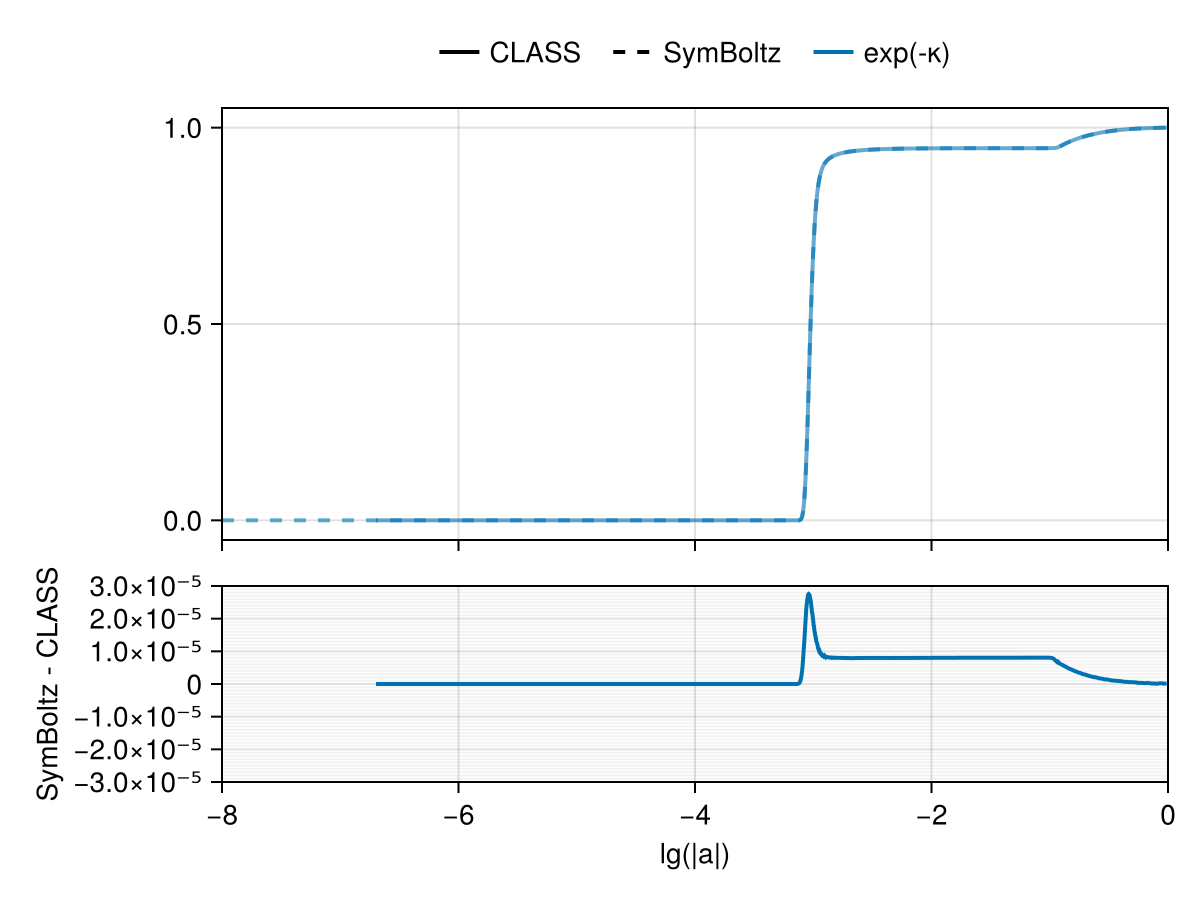 CLASS SymBoltz exp(-κ)
1.0
0.5
0.0
SymBoltz - CLASS
3.0×10⁻⁵
2.0×10⁻⁵
1.0×10⁻⁵
0
−1.0×10⁻⁵
−2.0×10⁻⁵
−3.0×10⁻⁵
−8 −6 −4 −2 0
lg(|a|)